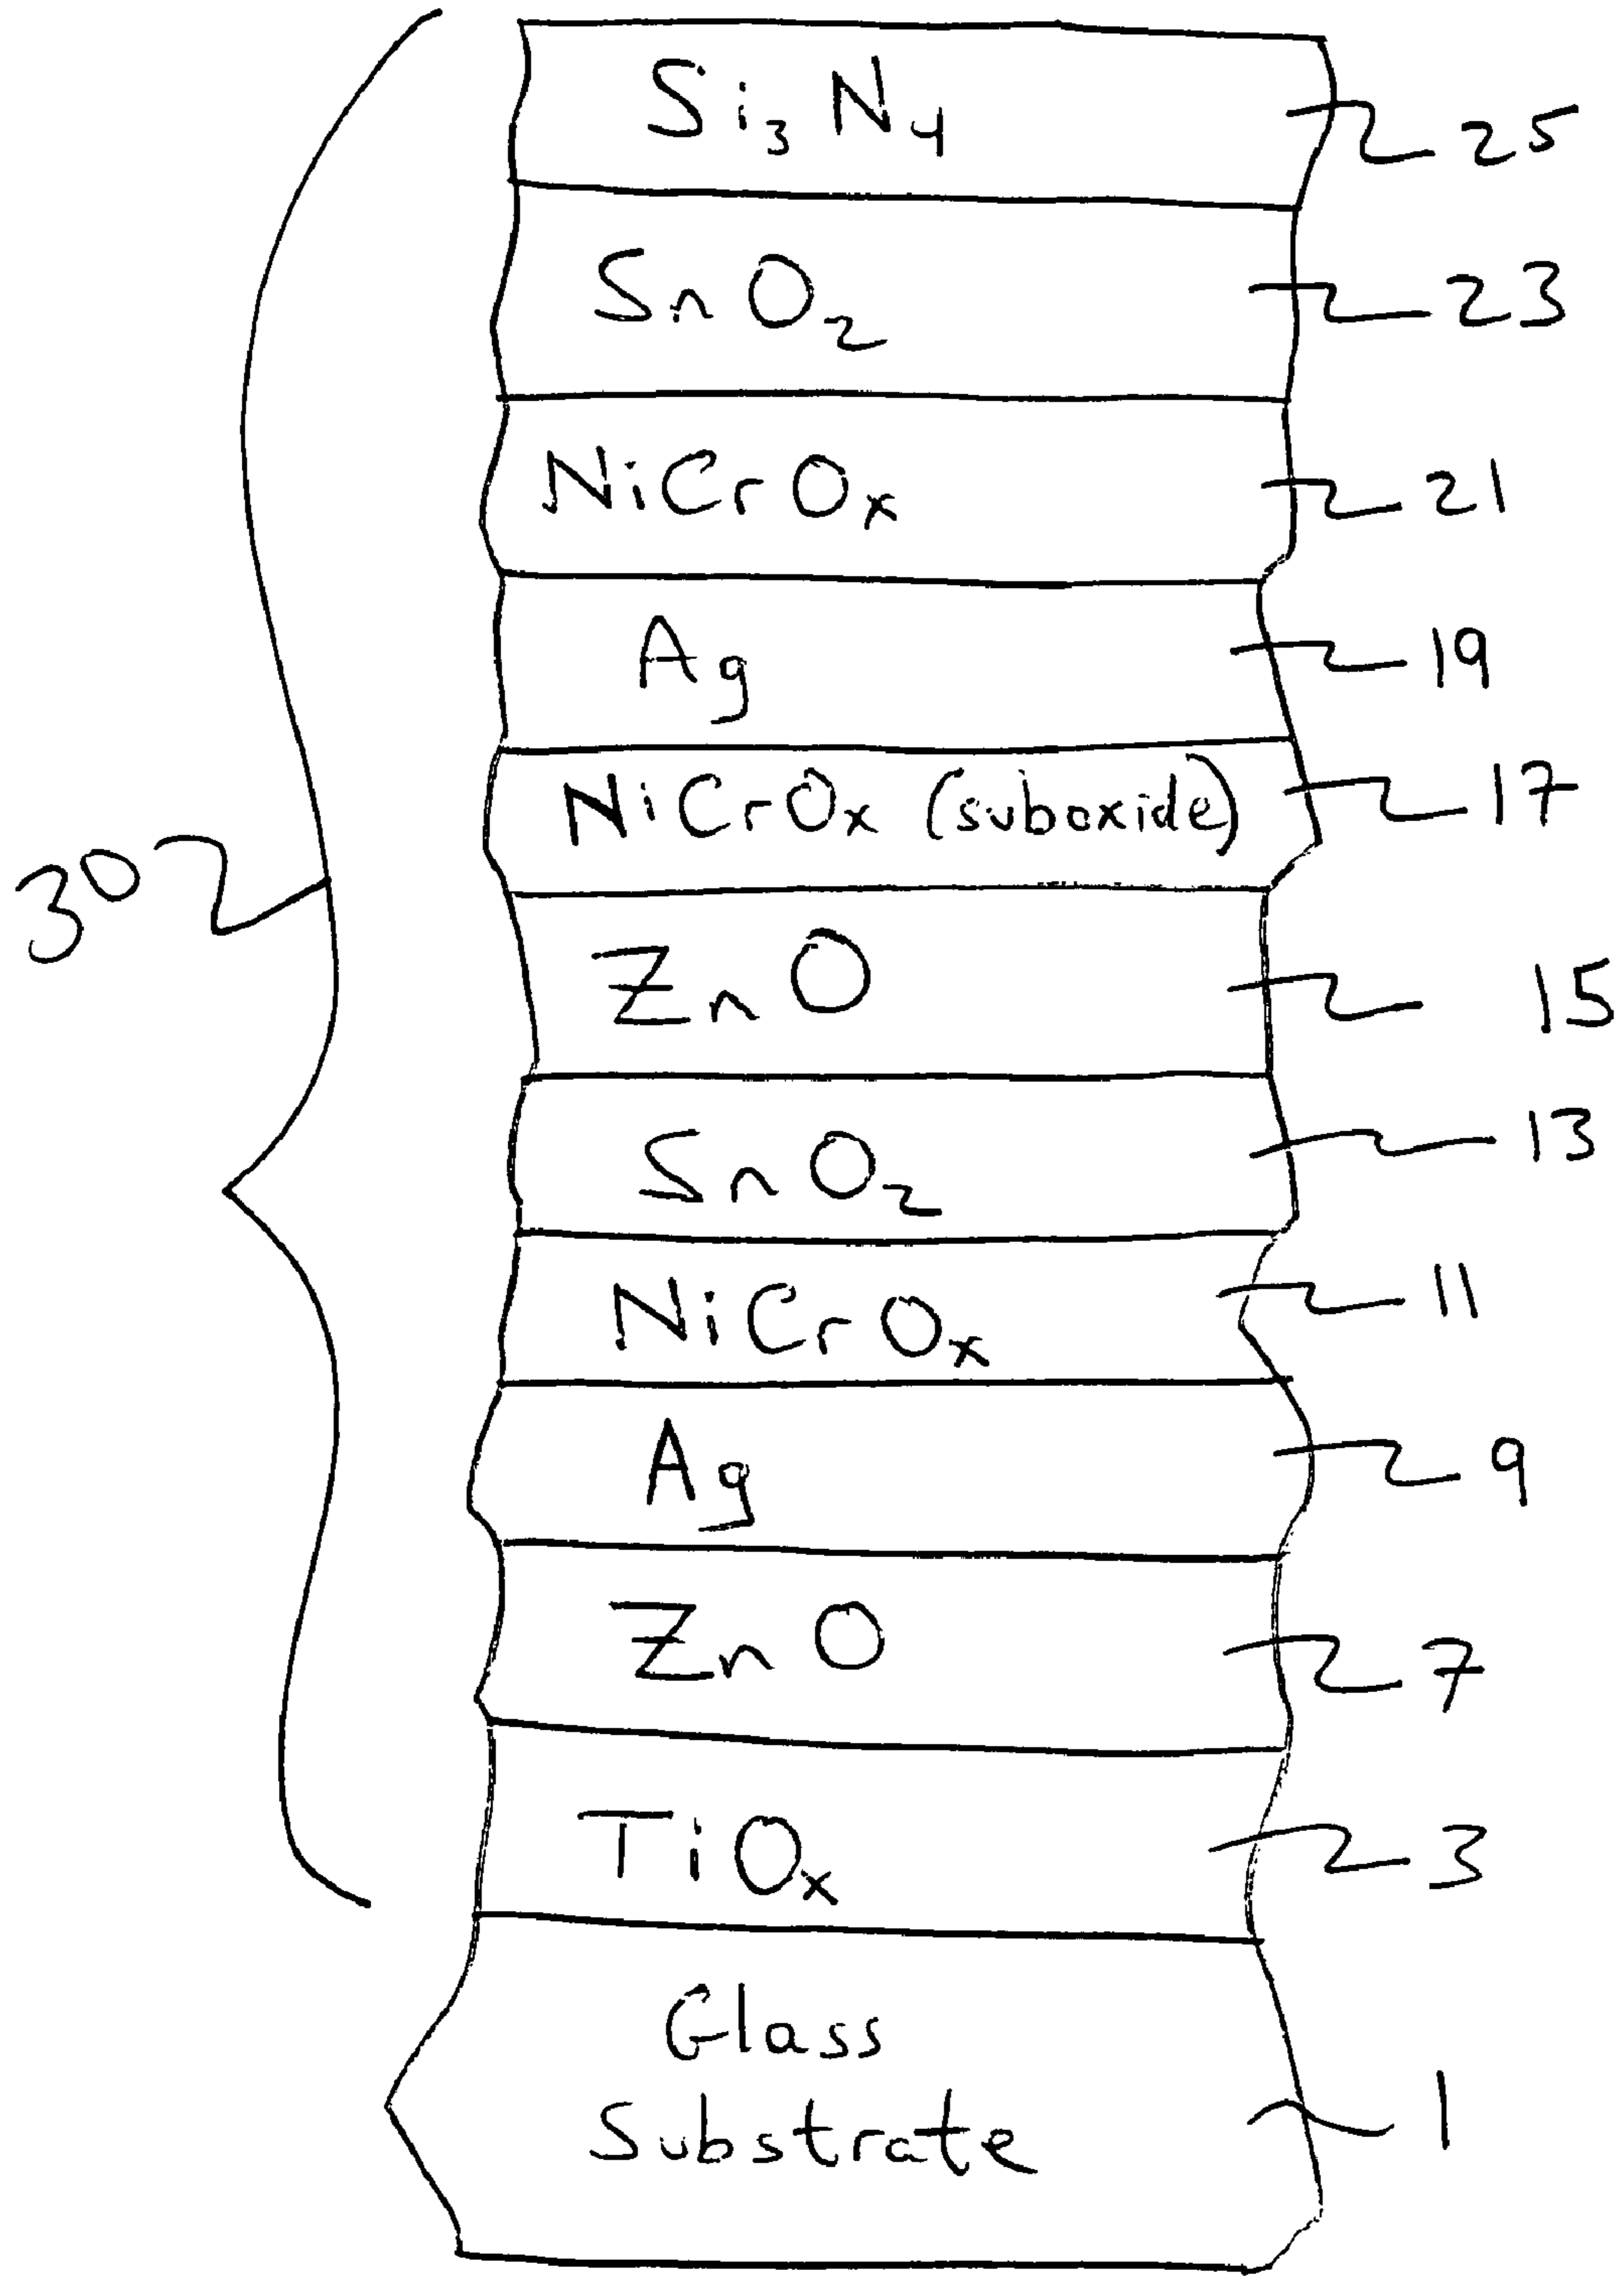 Si₃N₄ 25
SnO₂ 23
NiCrOₓ 21
Ag 19
NiCrOₓ (suboxide) 17
30
ZnO 15
SnO₂ 13
NiCrOₓ 11
Ag 9
ZnO 7
TiOₓ 3
Glass
Substrate 1